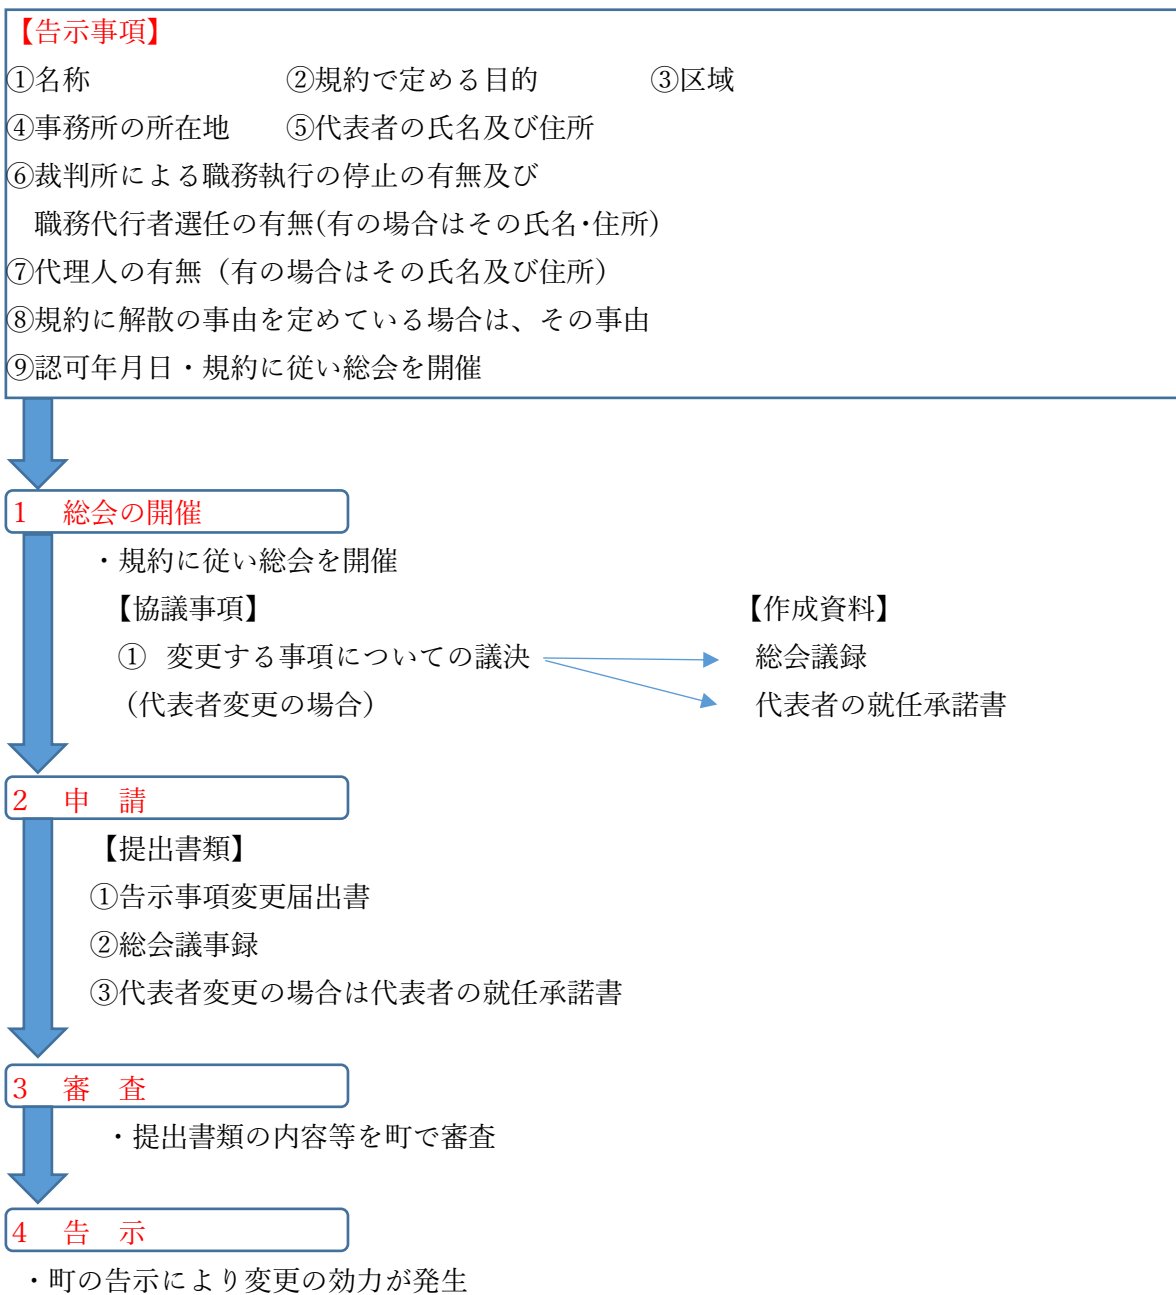 【告示事項】
①名称 ②規約で定める目的 ③区域
④事務所の所在地 ⑤代表者の氏名及び住所
⑥裁判所による職務執行の停止の有無及び
職務代行者選任の有無(有の場合はその氏名･住所)
⑦代理人の有無（有の場合はその氏名及び住所）
⑧規約に解散の事由を定めている場合は、その事由
⑨認可年月日・規約に従い総会を開催
1 総会の開催
・規約に従い総会を開催
【協議事項】 【作成資料】
① 変更する事項についての議決 総会議録
（代表者変更の場合） 代表者の就任承諾書
2 申 請
【提出書類】
①告示事項変更届出書
②総会議事録
③代表者変更の場合は代表者の就任承諾書
3 審 査
・提出書類の内容等を町で審査
4 告 示
・町の告示により変更の効力が発生